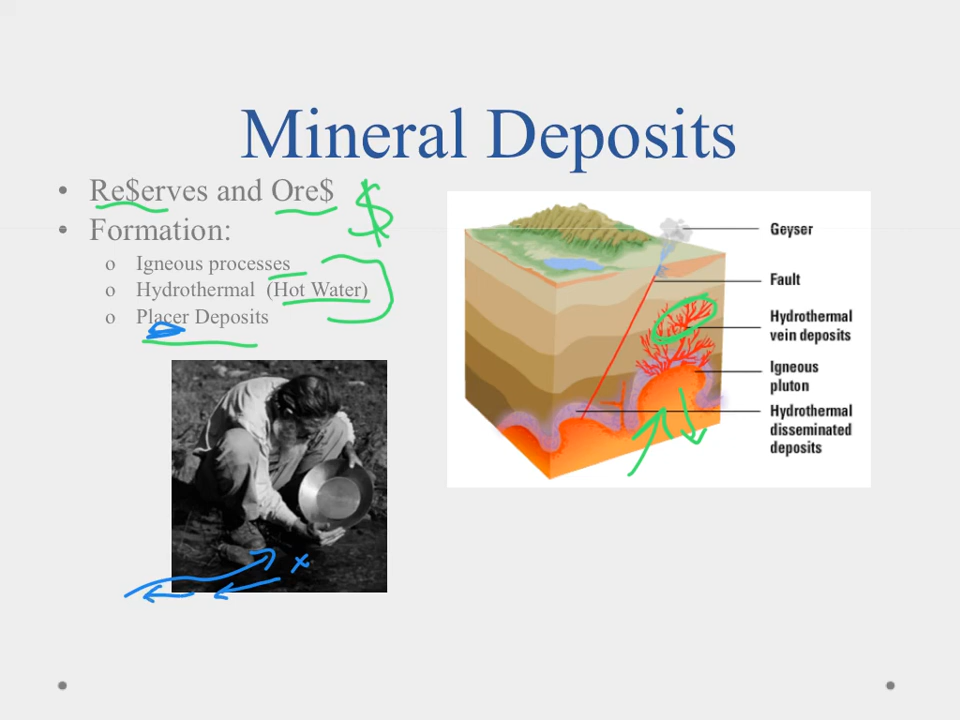 Mineral Deposits
• Re$erves and Ore$ $
• Formation:
o Igneous processes
o Hydrothermal (Hot Water)
o Placer Deposits
Geyser
Fault
Hydrothermal
vein deposits
Igneous
pluton
Hydrothermal
disseminated
deposits
x